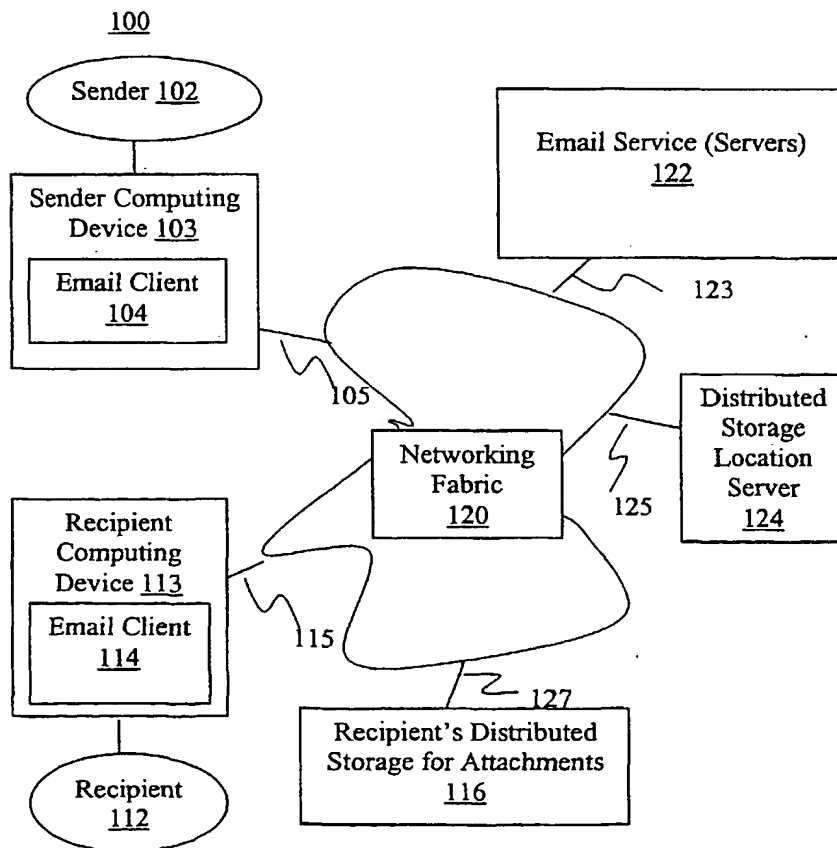 100
Sender 102
Sender Computing
Device 103
Email Client
104
105
Email Service (Servers)
122
123
Networking
Fabric
120
Distributed
Storage
Location
Server
124
125
Recipient
Computing
Device 113
Email Client
114
115
127
Recipient's Distributed
Storage for Attachments
116
Recipient
112